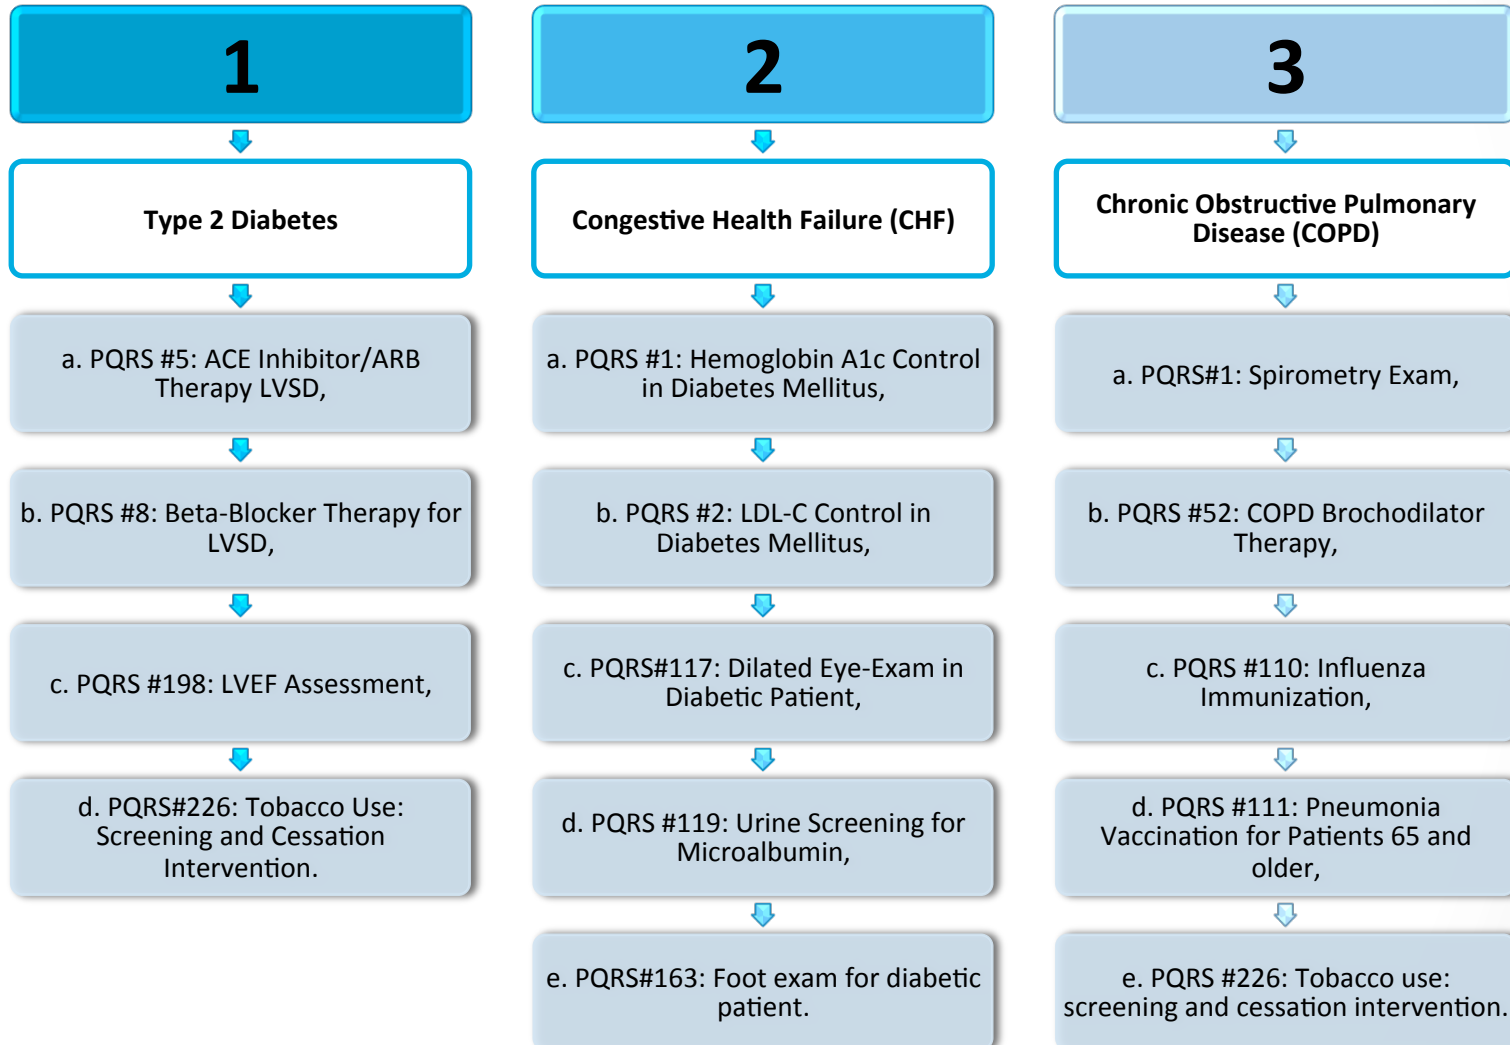 1
Type 2 Diabetes
a. PQRS #5: ACE Inhibitor/ARB
Therapy LVSD,
b. PQRS #8: Beta-Blocker Therapy for
LVSD,
c. PQRS #198: LVEF Assessment,
d. PQRS#226: Tobacco Use:
Screening and Cessation
Intervention.
2
Congestive Health Failure (CHF)
a. PQRS #1: Hemoglobin A1c Control
in Diabetes Mellitus,
b. PQRS #2: LDL-C Control in
Diabetes Mellitus,
c. PQRS#117: Dilated Eye-Exam in
Diabetic Patient,
d. PQRS #119: Urine Screening for
Microalbumin,
e. PQRS#163: Foot exam for diabetic
patient.
3
Chronic Obstructive Pulmonary
Disease (COPD)
a. PQRS#1: Spirometry Exam,
b. PQRS #52: COPD Brochodilator
Therapy,
c. PQRS #110: Influenza
Immunization,
d. PQRS #111: Pneumonia
Vaccination for Patients 65 and
older,
e. PQRS #226: Tobacco use:
screening and cessation intervention.